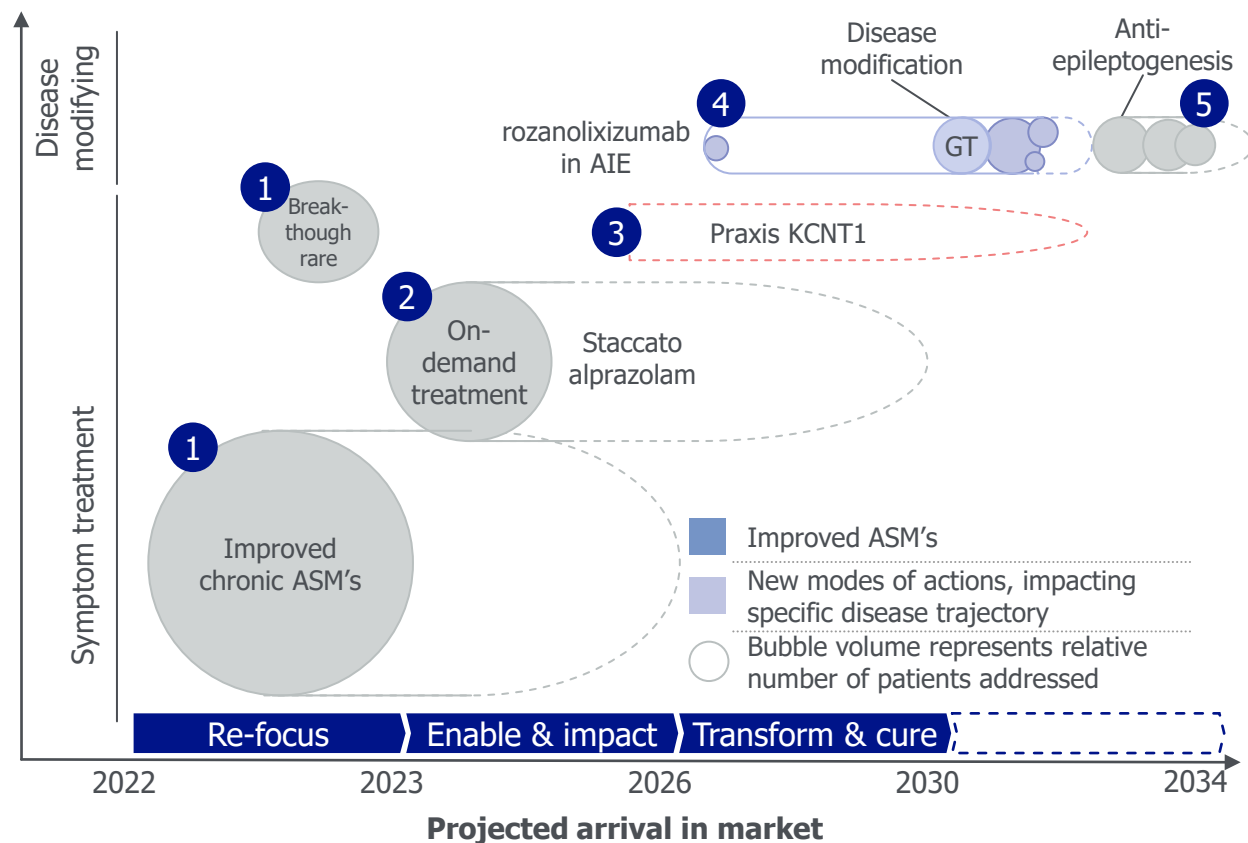 Disease
modifying
Symptom treatment
Disease
modification
Anti-
epileptogenesis
4
5
rozanolixizumab
in AIE
GT
1
Break-
though
rare
3
Praxis KCNT1
2
On-
demand
treatment
Staccato
alprazolam
1
Improved
chronic ASM's
Improved ASM's
New modes of actions, impacting
specific disease trajectory
Bubble volume represents relative
number of patients addressed
Re-focus
Enable & impact
Transform & cure
2022
2023
2026
2030
2034
Projected arrival in market